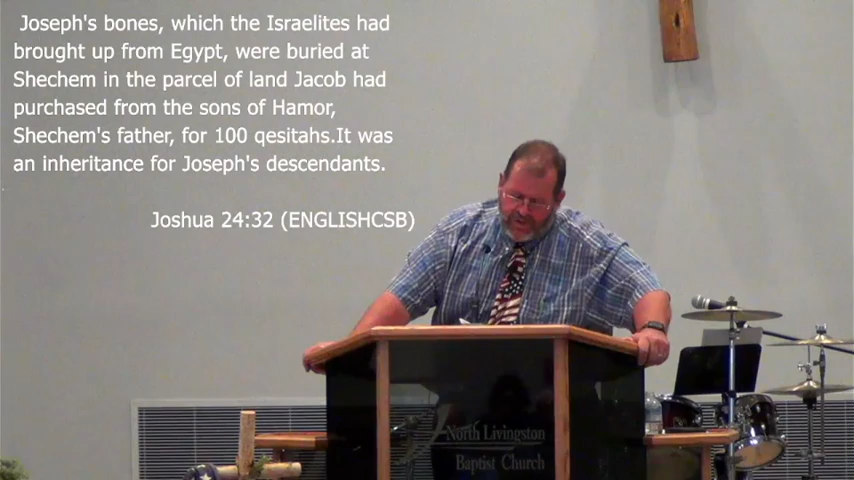 Joseph's bones, which the Israelites had
brought up from Egypt, were buried at
Shechem in the parcel of land Jacob had
purchased from the sons of Hamor,
Shechem's father, for 100 qesitahs.It was
an inheritance for Joseph's descendants.
Joshua 24:32 (ENGLISHCSB)
North Livingston
Baptist Church